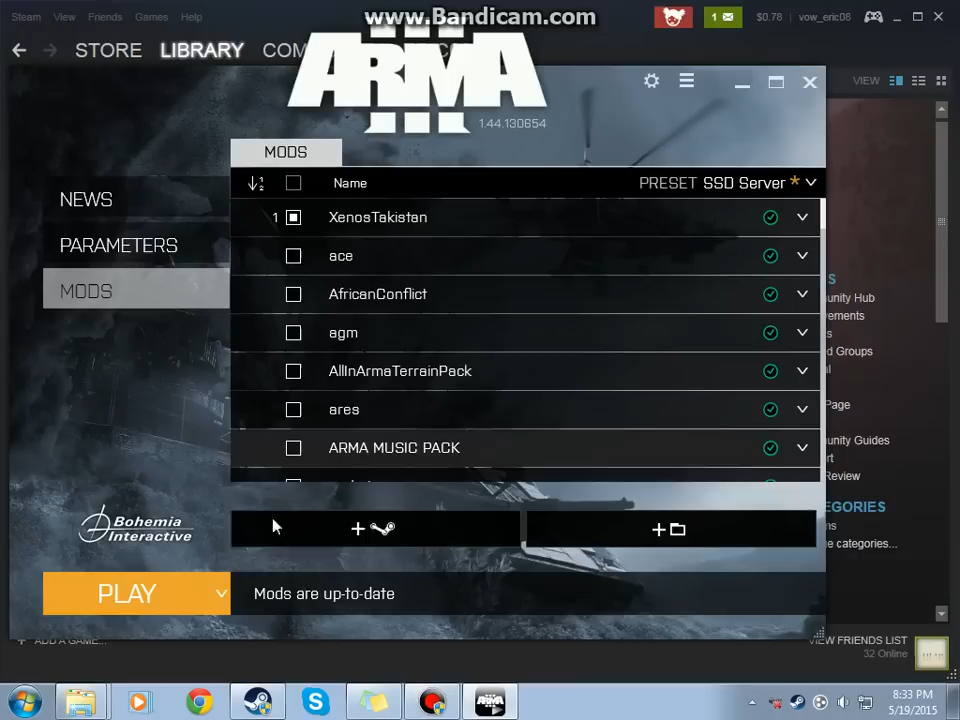 www.Bandicam.com
Steam View Friends Games Help
1 $0.78 vow_eric08
STORE LIBRARY COM
ARMA
III
1.44.130654
VIEW
MODS
NEWS
PARAMETERS
MODS
Name
PRESET SSD Server *
1 XenosTakistan
ace
AfricanConflict
agm
AllInArmaTerrainPack
ares
ARMA MUSIC PACK
S
unity Hub
vements
d Groups
Page
unity Guides
Review
EGORIES
e categories...
Bohemia
Interactive
+
+
PLAY
Mods are up-to-date
ADD A GAME...
VIEW FRIENDS LIST
32 Online
8:33 PM
5/19/2015